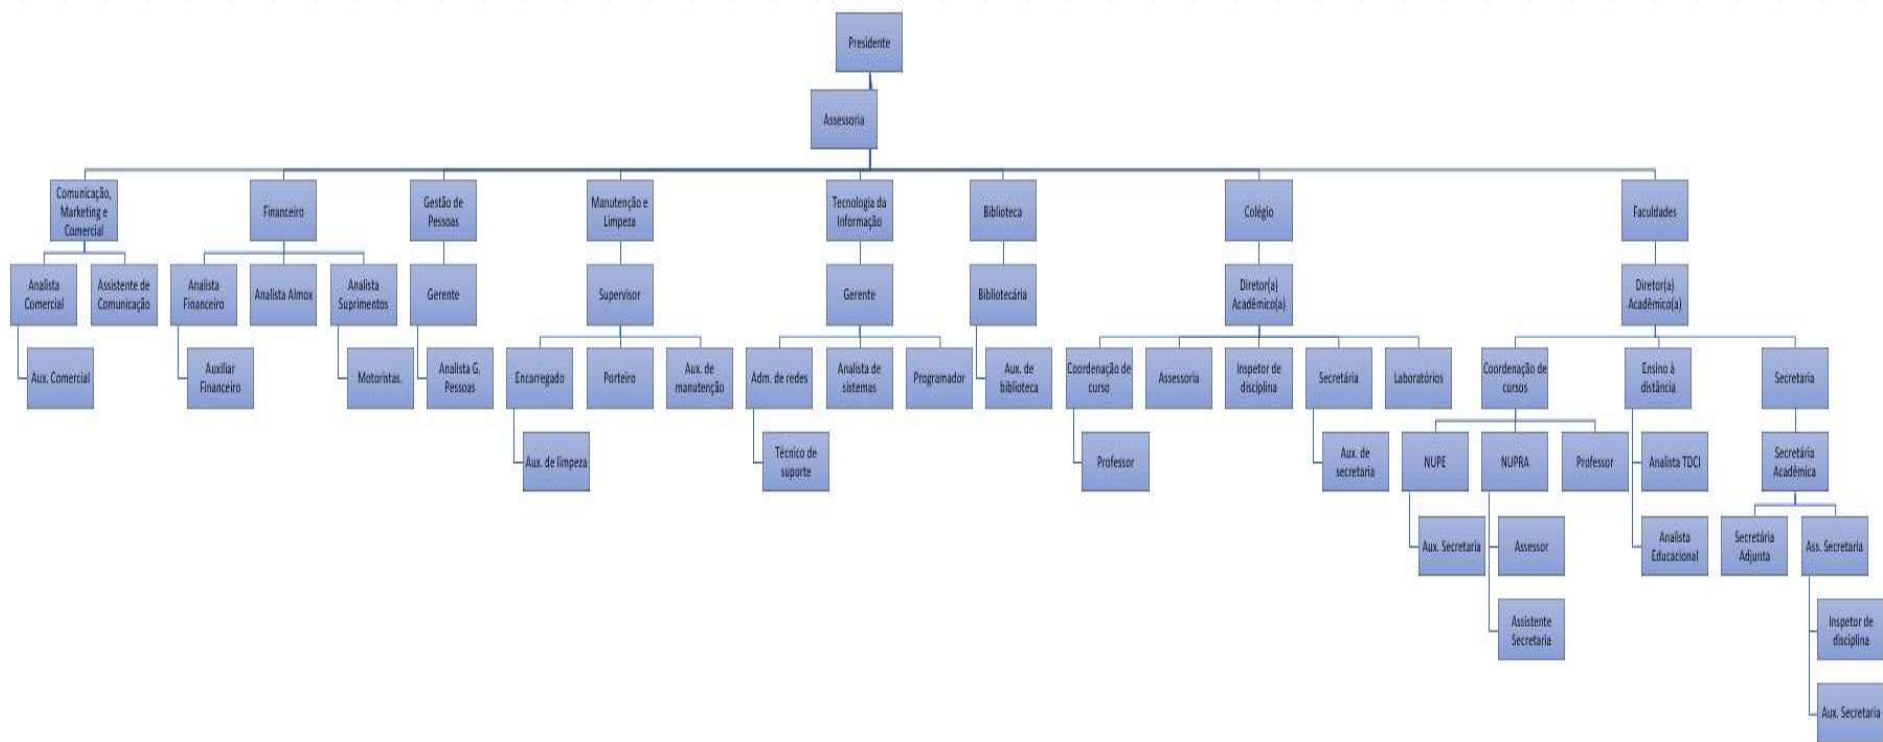 Presidente
Assessoria
Comunicação,
Marketing e
Comercial
Financeiro
Gestão de
Pessoas
Manutenção e
Limpeza
Tecnologia da
Informação
Biblioteca
Colégio
Faculdades
Analista
Comercial
Assistente de
Comunicação
Analista
Financeiro
Analista Almox
Analista
Suprimentos
Gerente
Supervisor
Gerente
Bibliotecária
Diretor(a)
Acadêmico(a)
Diretor(a)
Acadêmico(a)
Aux. Comercial
Auxiliar
Financeiro
Motoristas.
Analista G.
Pessoas
Encarregado
Porteiro
Aux. de
manutenção
Adm. de redes
Analista de
sistemas
Programador
Aux. de
biblioteca
Coordenação de
curso
Assessoria
Inspetor de
disciplina
Secretária
Laboratórios
Coordenação de
cursos
Ensino à
distância
Secretaria
Aux. de limpeza
Técnico de
suporte
Professor
Aux. de
secretaria
NUPE
NUPRA
Professor
Analista TDCI
Secretária
Acadêmica
Aux. Secretaria
Assessor
Analista
Educacional
Secretária
Adjunta
Ass. Secretaria
Assistente
Secretaria
Inspetor de
disciplina
Aux. Secretaria